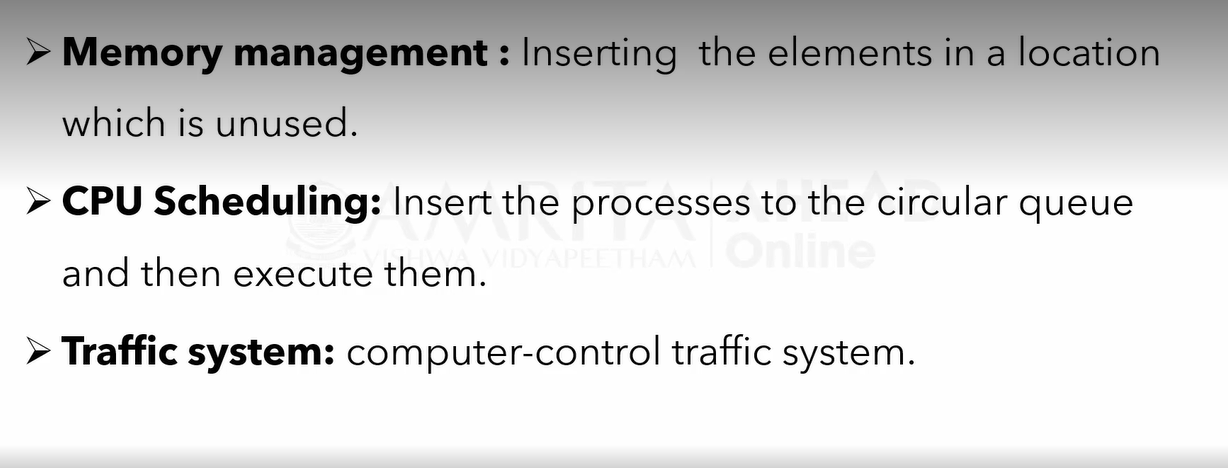 ➢ Memory management : Inserting the elements in a location
which is unused.
➢ CPU Scheduling: Insert the processes to the circular queue
and then execute them.
➢ Traffic system: computer-control traffic system.
AMRITA AHEAD
VISHWA VIDYAPEETHAM Online